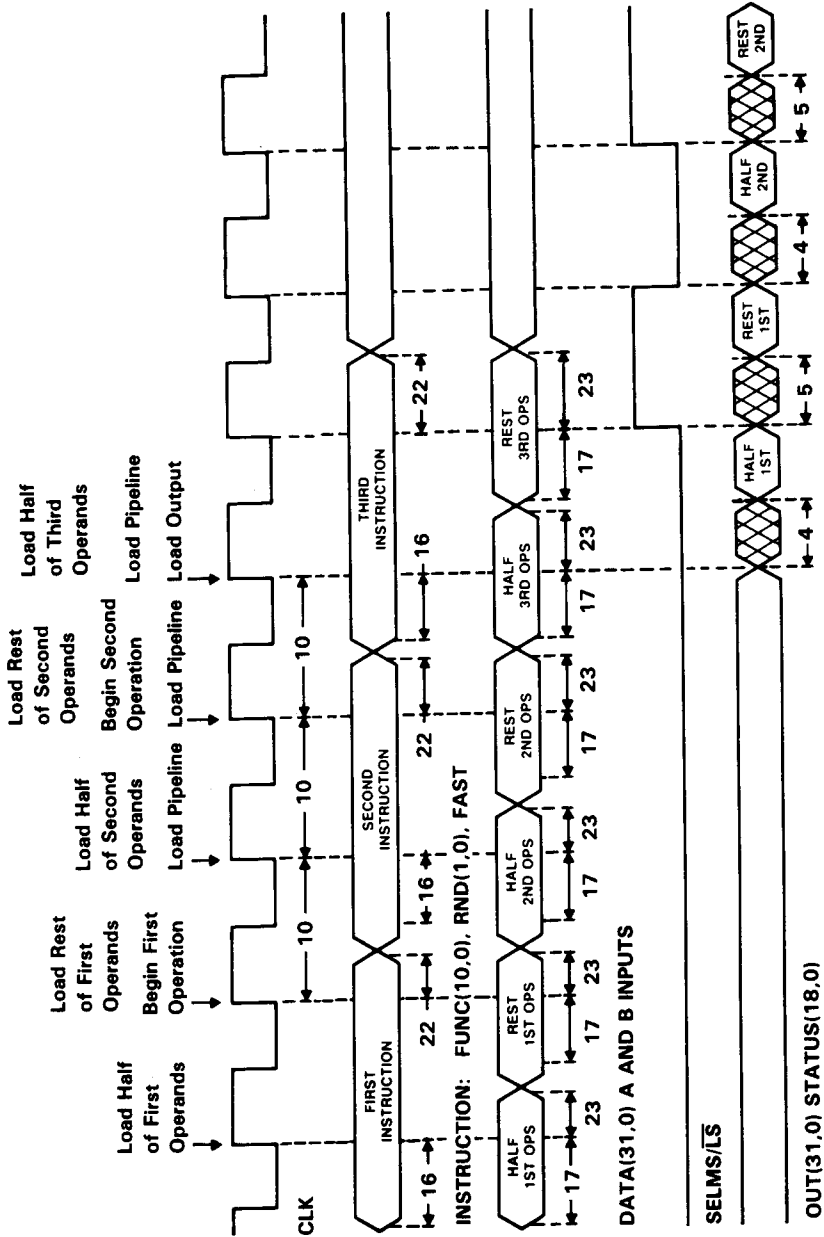 Load Half
of First
Operands
Load Rest
of First
Operands
Begin First
Operation
Load Half
of Second
Operands
Load Pipeline
Load Rest
of Second
Operands
Begin Second
Operation
Load Pipeline
Load Half
of Third
Operands
Load Pipeline
Load Output
CLK
10
10
10
FIRST
INSTRUCTION
SECOND
INSTRUCTION
THIRD
INSTRUCTION
16
22
16
22
16
22
INSTRUCTION: FUNC(10,0), RND(1,0), FAST
HALF
1ST OPS
REST
1ST OPS
HALF
2ND OPS
REST
2ND OPS
HALF
3RD OPS
REST
3RD OPS
17
23
17
23
17
23
17
23
17
23
17
23
DATA(31,0) A AND B INPUTS
SELMS/LS
HALF
1ST
REST
1ST
HALF
2ND
REST
2ND
4
5
4
5
OUT(31,0) STATUS(18,0)